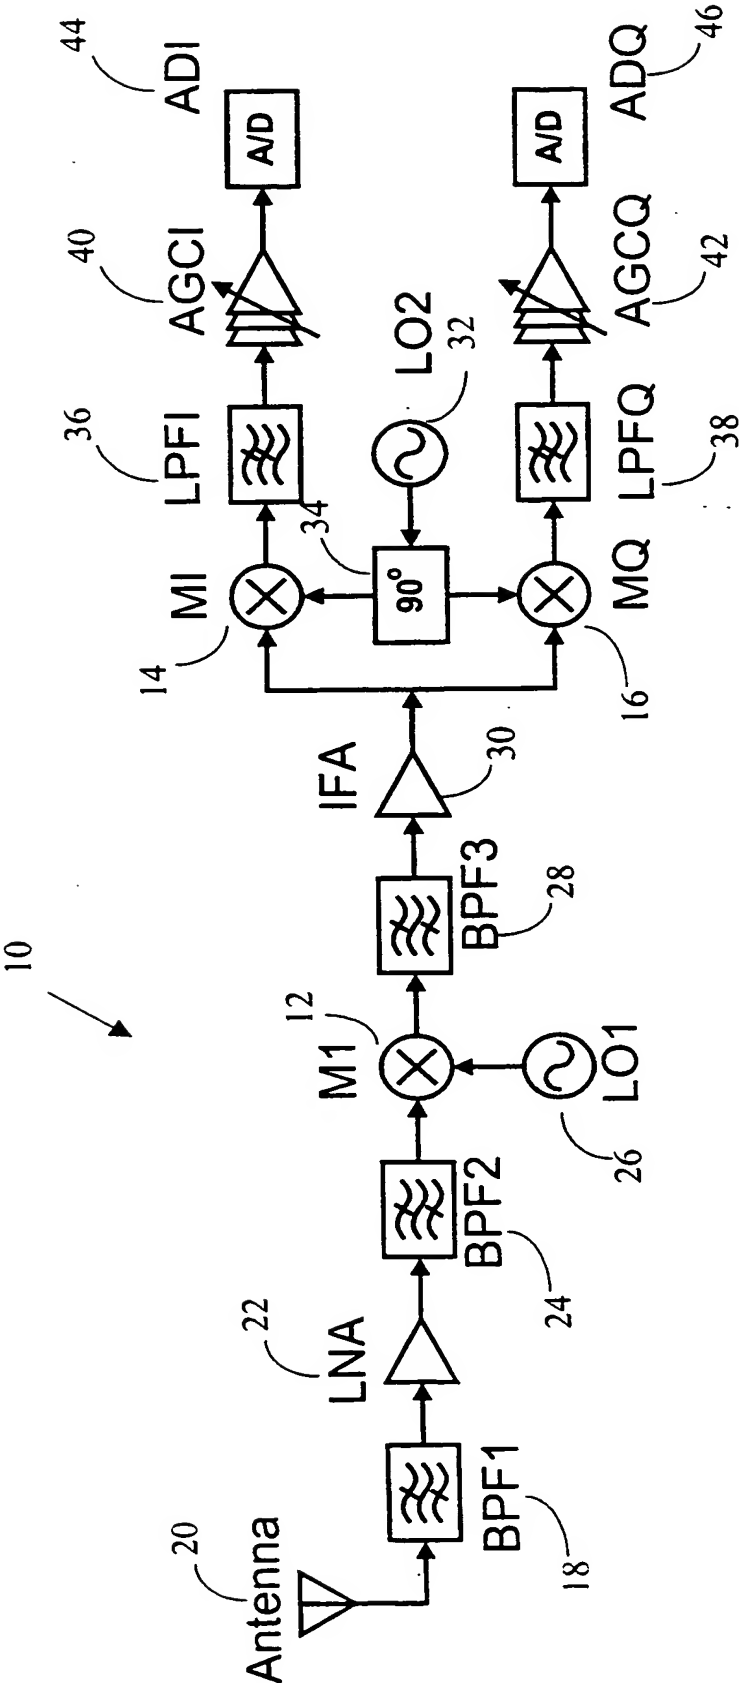 10
20
Antenna
BPF1
18
22
LNA
BPF2
24
12
M1
LO1
26
BPF3
28
IFA
30
14
MI
34
90°
LO2
32
MQ
16
36
LPFI
LPFQ
38
40
AGCI
AGCQ
42
44
ADI
A/D
A/D
ADQ
46